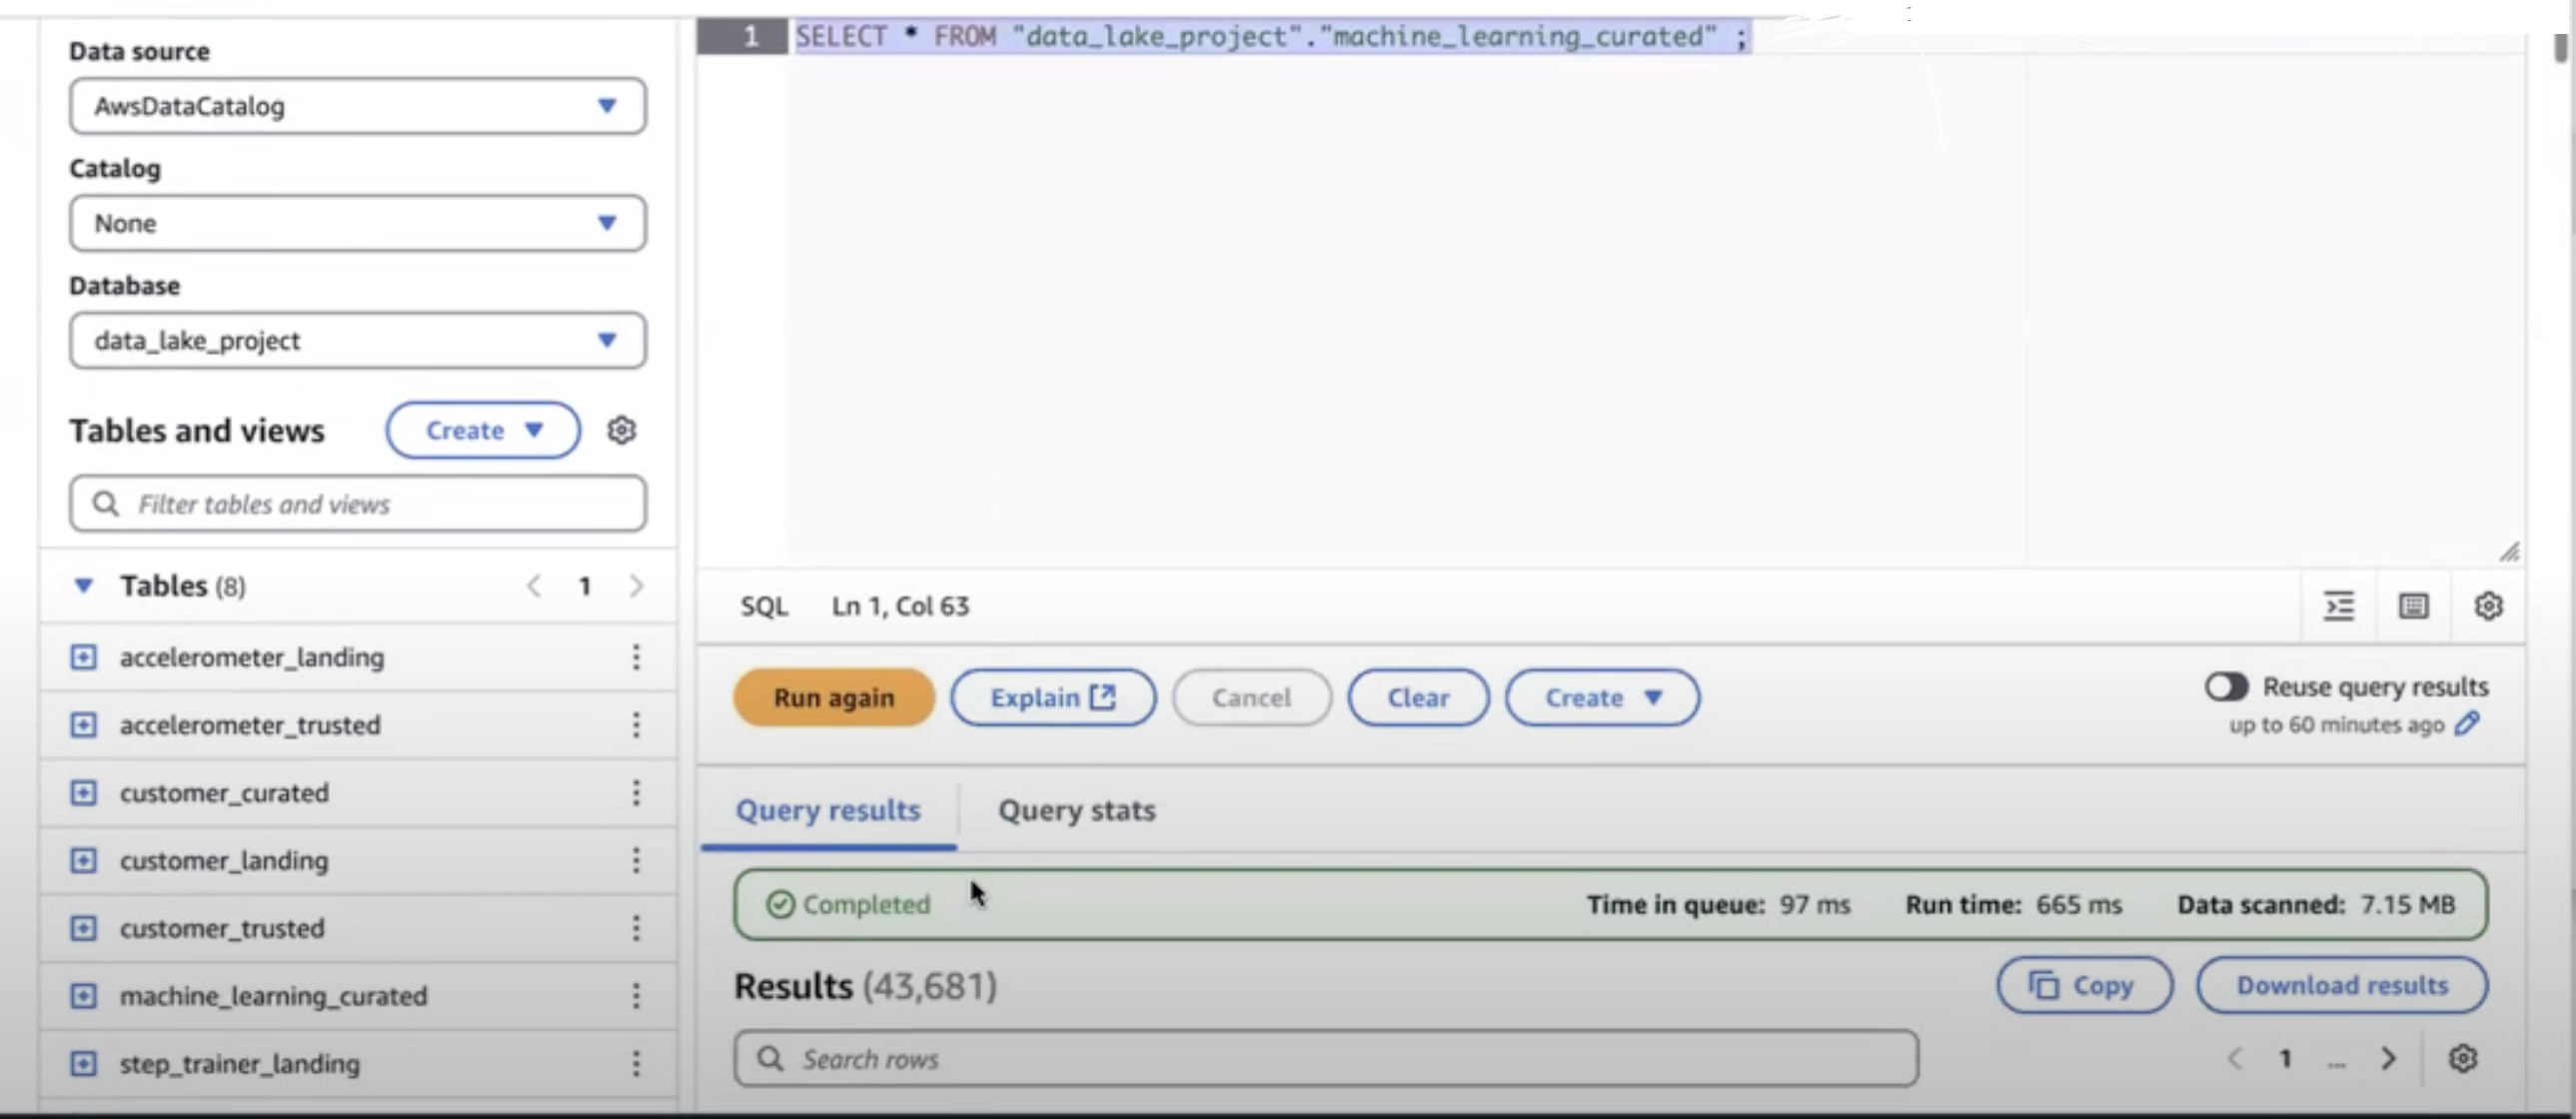 Data source
AwsDataCatalog
Catalog
None
Database
data_lake_project
Tables and views
Create
Filter tables and views
Tables (8)
1
accelerometer_landing
accelerometer_trusted
customer_curated
customer_landing
customer_trusted
machine_learning_curated
step_trainer_landing
1
SELECT * FROM "data_lake_project"."machine_learning_curated" ;
SQL Ln 1, Col 63
Run again Explain Cancel Clear Create
Reuse query results
up to 60 minutes ago
Query results Query stats
Completed Time in queue: 97 ms Run time: 665 ms Data scanned: 7.15 MB
Results (43,681) Copy Download results
Search rows 1 ...